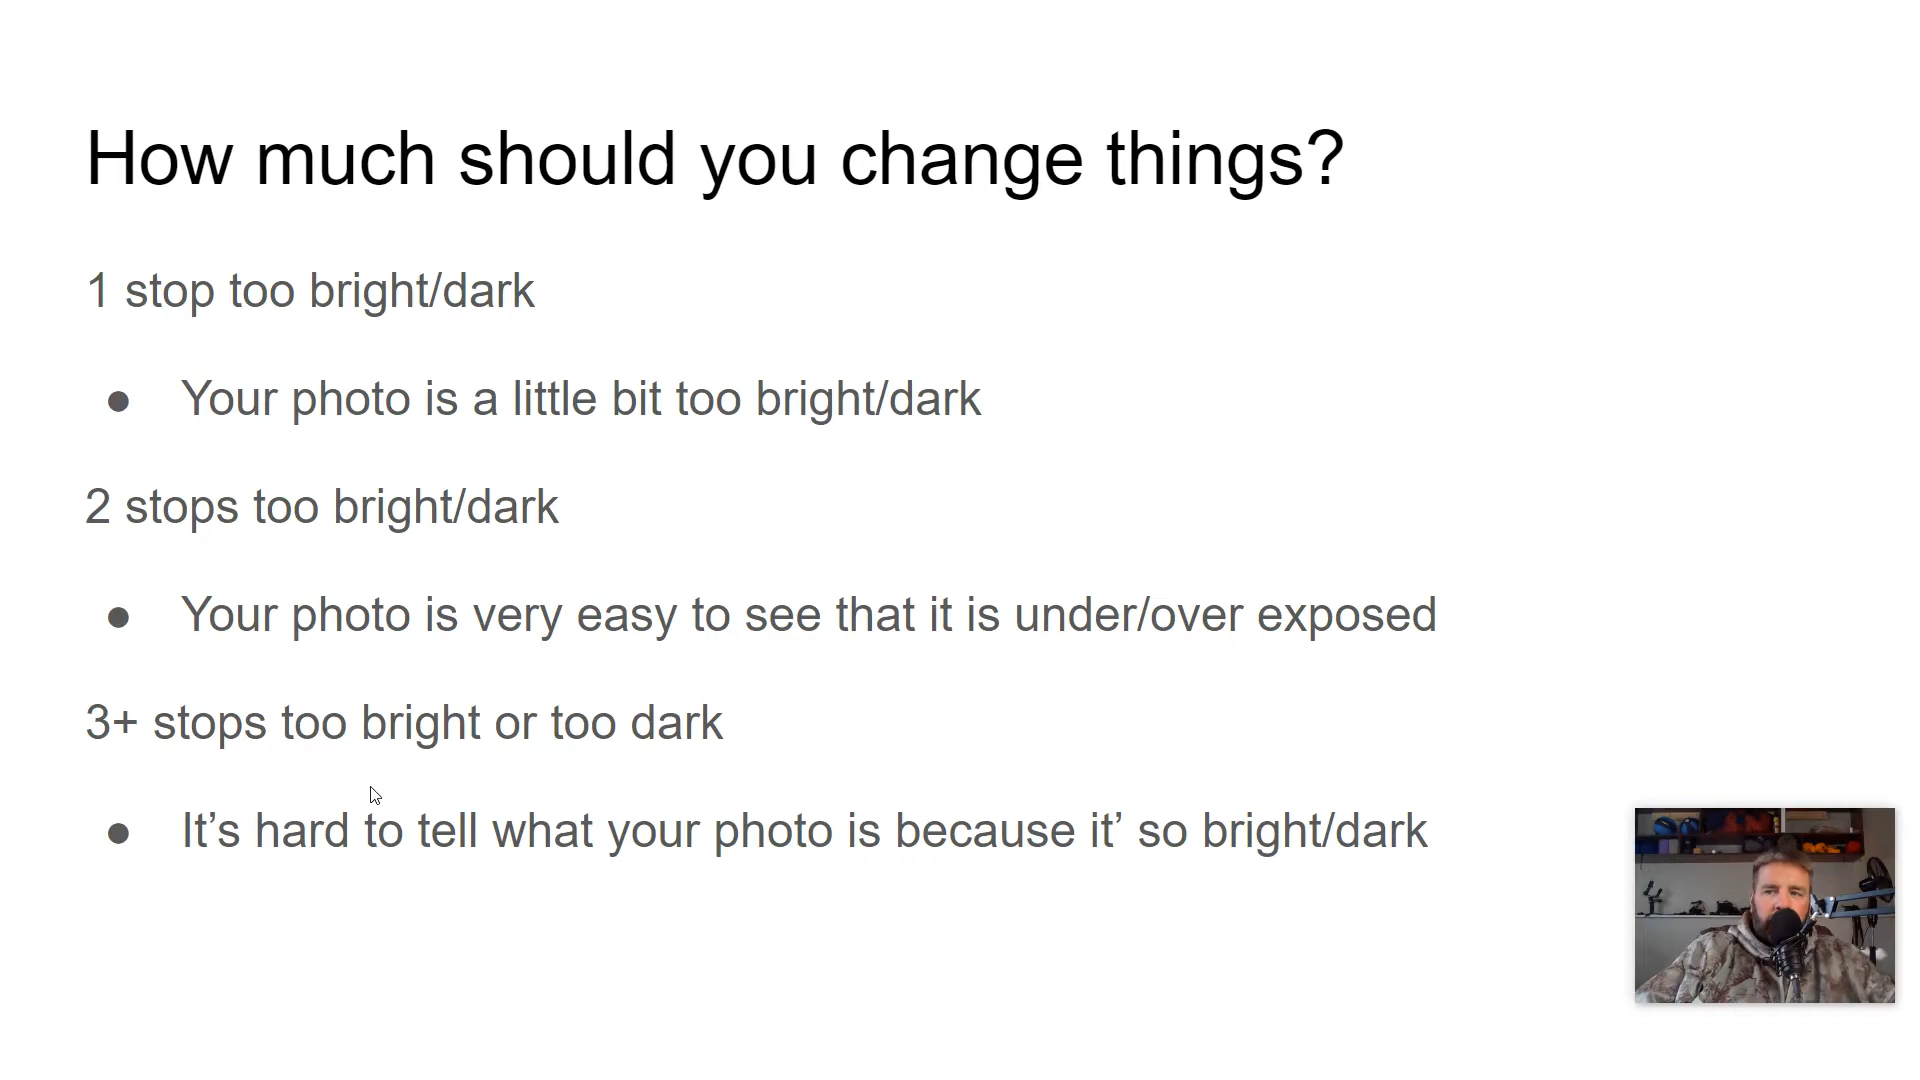 How much should you change things?
1 stop too bright/dark
● Your photo is a little bit too bright/dark
2 stops too bright/dark
● Your photo is very easy to see that it is under/over exposed
3+ stops too bright or too dark
● It’s hard to tell what your photo is because it’ so bright/dark